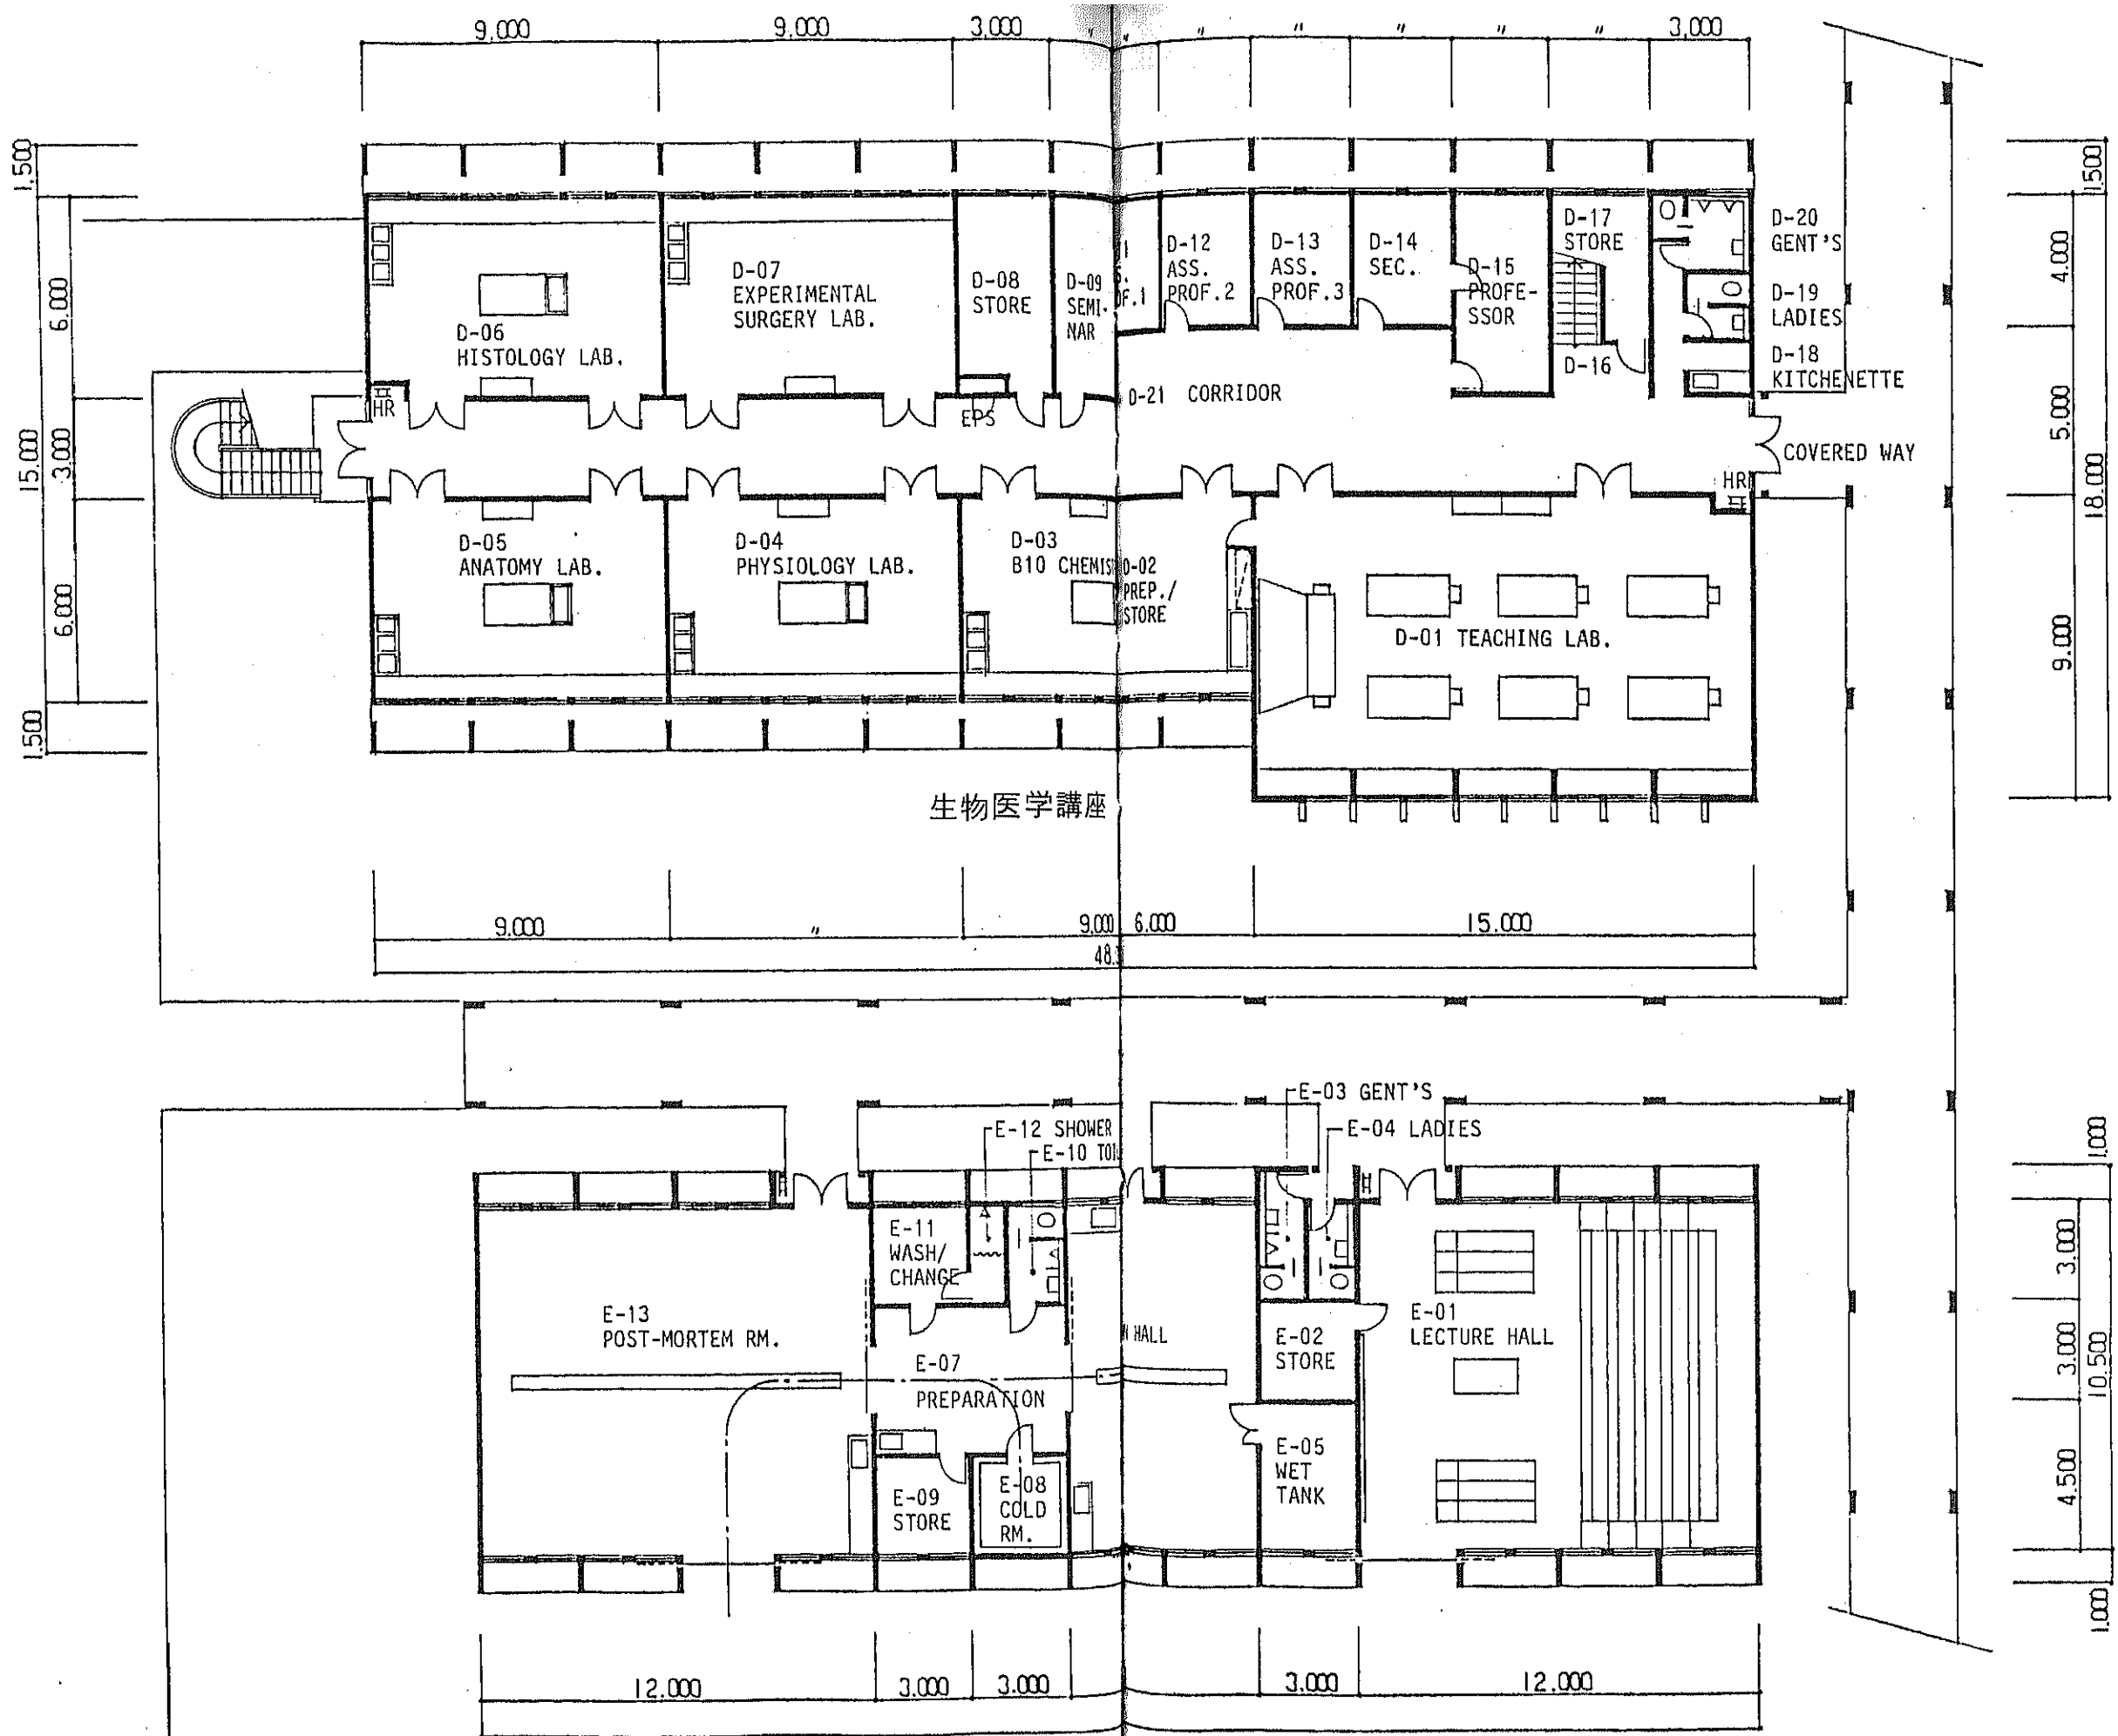 9.000
9.000
3,000
"
"
"
"
"
"
"
3,000
1.500
6.000
15.000
3.000
6.000
1.500
1.500
4.000
5.000
18.000
9.000
D-06
HISTOLOGY LAB.
D-07
EXPERIMENTAL
SURGERY LAB.
D-08
STORE
D-09
SEMI-
NAR
OF.1
D-12
ASS.
PROF.2
D-13
ASS.
PROF.3
D-14
SEC.
D-15
PROFE-
SSOR
D-17
STORE
D-16
D-20
GENT'S
D-19
LADIES
D-18
KITCHENETTE
HR
EPS
D-21 CORRIDOR
COVERED WAY
HR
D-05
ANATOMY LAB.
D-04
PHYSIOLOGY LAB.
D-03
B10 CHEMIS
D-02
PREP./
STORE
D-01 TEACHING LAB.
生物医学講座
9.000
"
9,000
6.000
15.000
48.
E-03 GENT'S
E-04 LADIES
E-12 SHOWER
E-10 TOI
E-11
WASH/
CHANGE
E-13
POST-MORTEM RM.
E-07
PREPARATION
N HALL
E-02
STORE
E-01
LECTURE HALL
E-09
STORE
E-08
COLD
RM.
E-05
WET
TANK
1.000
3.000
3.000
10.500
4.500
1.000
12.000
3.000
3.000
3.000
12.000